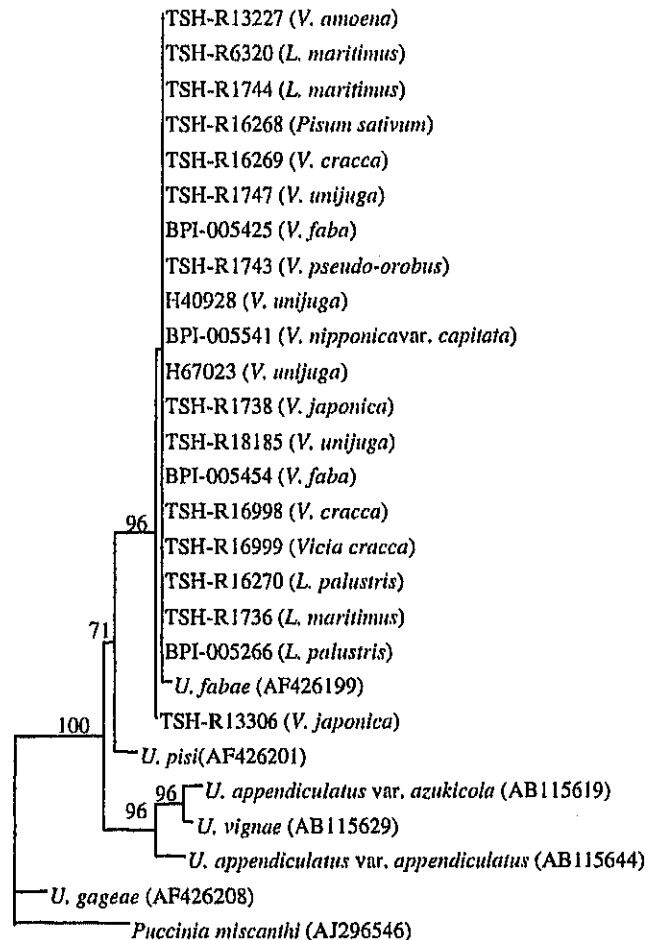 TSH-R13227 (V. amoena)
TSH-R6320 (L. maritimus)
TSH-R1744 (L. maritimus)
TSH-R16268 (Pisum sativum)
TSH-R16269 (V. cracca)
TSH-R1747 (V. unijuga)
BPI-005425 (V. faba)
TSH-R1743 (V. pseudo-orobus)
H40928 (V. unijuga)
BPI-005541 (V. nipponicavar. capitata)
H67023 (V. unijuga)
TSH-R1738 (V. japonica)
TSH-R18185 (V. unijuga)
BPI-005454 (V. faba)
TSH-R16998 (V. cracca)
96
TSH-R16999 (Vicia cracca)
TSH-R16270 (L. palustris)
TSH-R1736 (L. maritimus)
71
BPI-005266 (L. palustris)
U. fabae (AF426199)
TSH-R13306 (V. japonica)
100
U. pisi(AF426201)
U. appendiculatus var. azukicola (AB115619)
96
96
U. vignae (AB115629)
U. appendiculatus var. appendiculatus (AB115644)
U. gageae (AF426208)
Puccinia miscanthi (AJ296546)